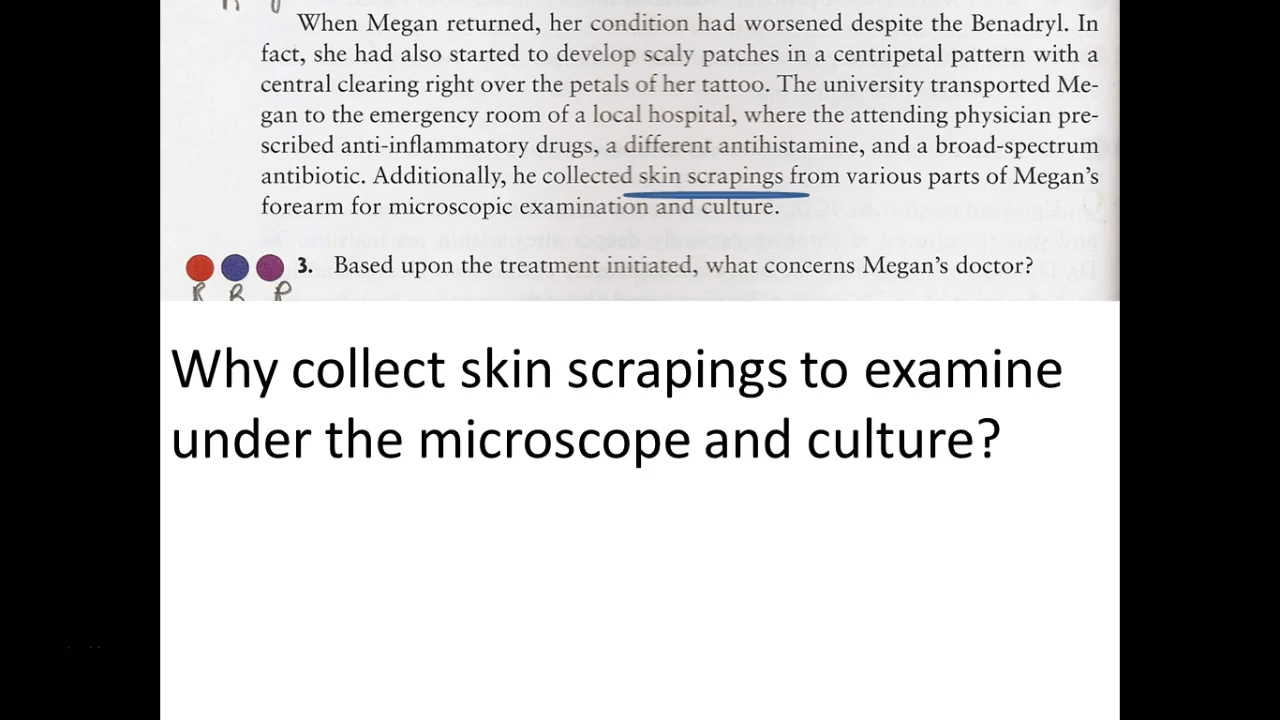 When Megan returned, her condition had worsened despite the Benadryl. In
fact, she had also started to develop scaly patches in a centripetal pattern with a
central clearing right over the petals of her tattoo. The university transported Me-
gan to the emergency room of a local hospital, where the attending physician pre-
scribed anti-inflammatory drugs, a different antihistamine, and a broad-spectrum
antibiotic. Additionally, he collected skin scrapings from various parts of Megan's
forearm for microscopic examination and culture.
3. Based upon the treatment initiated, what concerns Megan's doctor?
R B P
Why collect skin scrapings to examine
under the microscope and culture?